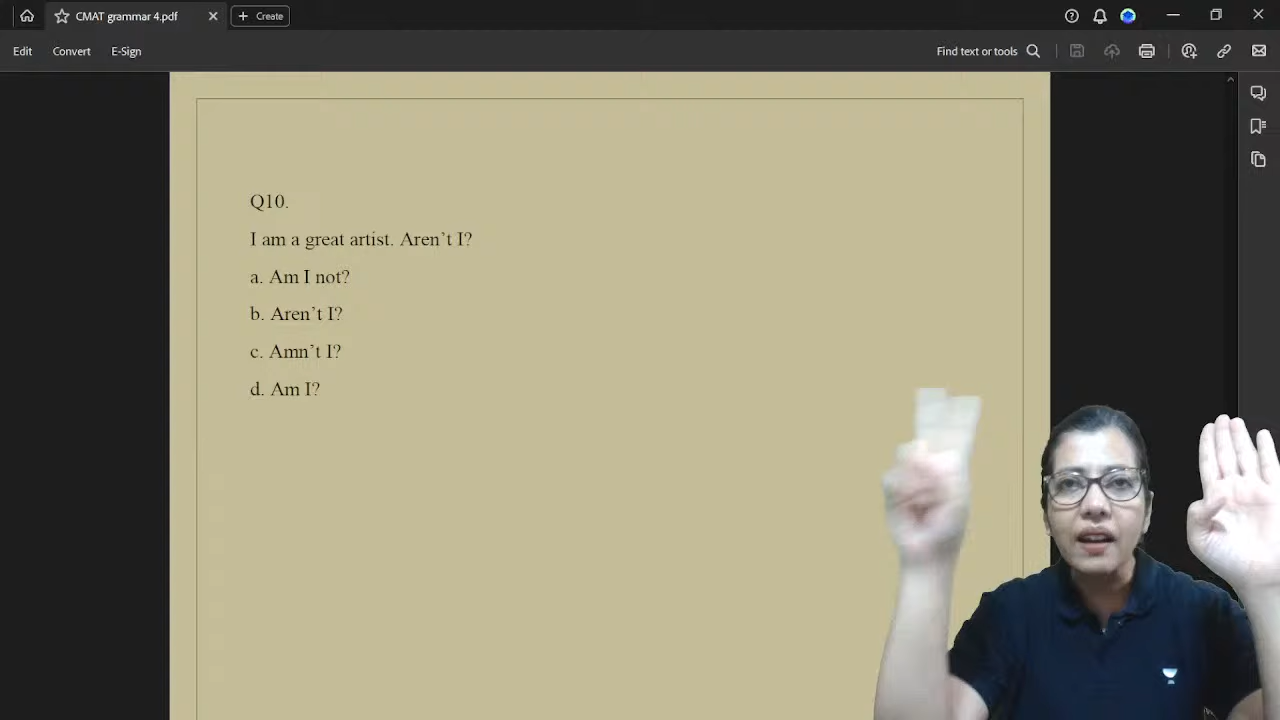 CMAT grammar 4.pdf
Create
Edit
Convert
E-Sign
Find text or tools
Q10.
I am a great artist. Aren’t I?
a. Am I not?
b. Aren’t I?
c. Amn’t I?
d. Am I?